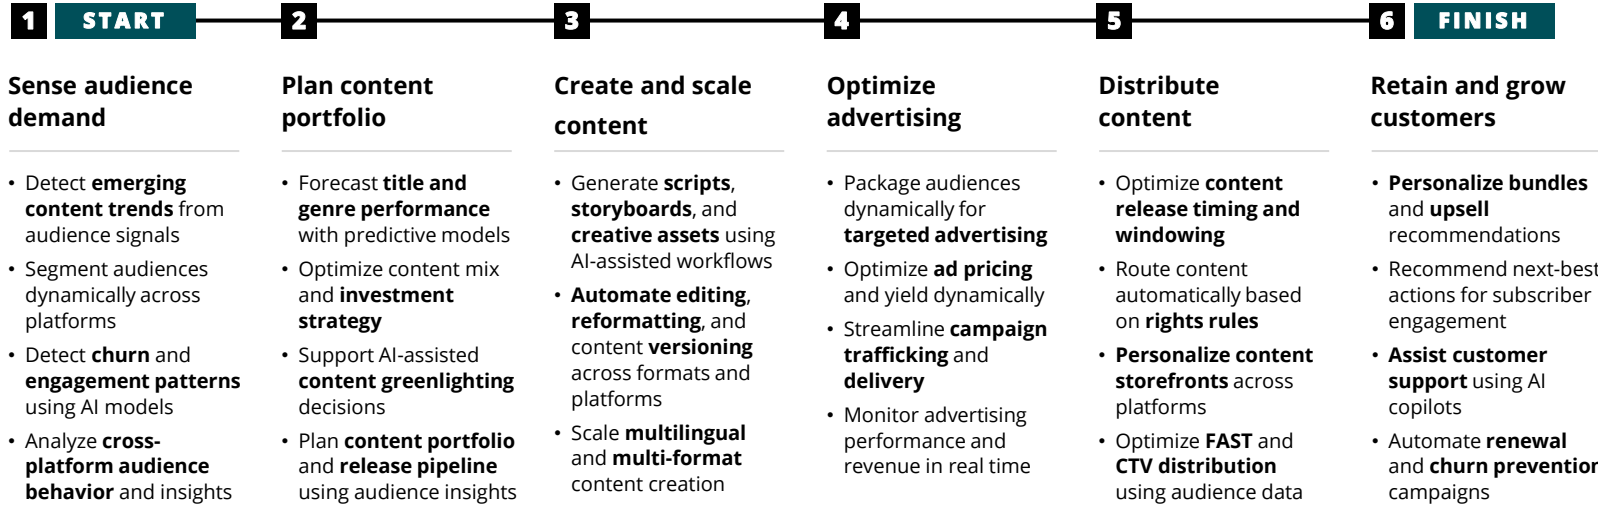 1 START 2 3 4 5 6 FINISH
Sense audience
demand
• Detect emerging
content trends from
audience signals
• Segment audiences
dynamically across
platforms
• Detect churn and
engagement patterns
using AI models
• Analyze cross-
platform audience
behavior and insights
Plan content
portfolio
• Forecast title and
genre performance
with predictive models
• Optimize content mix
and investment
strategy
• Support AI-assisted
content greenlighting
decisions
• Plan content portfolio
and release pipeline
using audience insights
Create and scale
content
• Generate scripts,
storyboards, and
creative assets using
AI-assisted workflows
• Automate editing,
reformatting, and
content versioning
across formats and
platforms
• Scale multilingual
and multi-format
content creation
Optimize
advertising
• Package audiences
dynamically for
targeted advertising
• Optimize ad pricing
and yield dynamically
• Streamline campaign
trafficking and
delivery
• Monitor advertising
performance and
revenue in real time
Distribute
content
• Optimize content
release timing and
windowing
• Route content
automatically based
on rights rules
• Personalize content
storefronts across
platforms
• Optimize FAST and
CTV distribution
using audience data
Retain and grow
customers
• Personalize bundles
and upsell
recommendations
• Recommend next-best
actions for subscriber
engagement
• Assist customer
support using AI
copilots
• Automate renewal
and churn prevention
campaigns